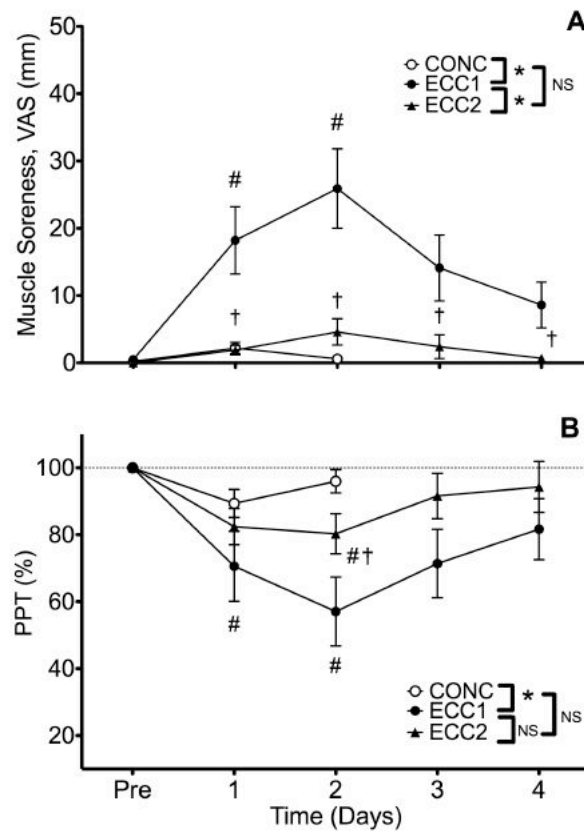 A
50
CONC
ECC1
ECC2
*
*
NS
40
#
#
30
20
10
†
†
†
†
0
Muscle Soreness, VAS (mm)
B
100
80
#†
60
#
#
40
CONC
ECC1
ECC2
*
NS
NS
20
PPT (%)
Pre 1 2 3 4
Time (Days)